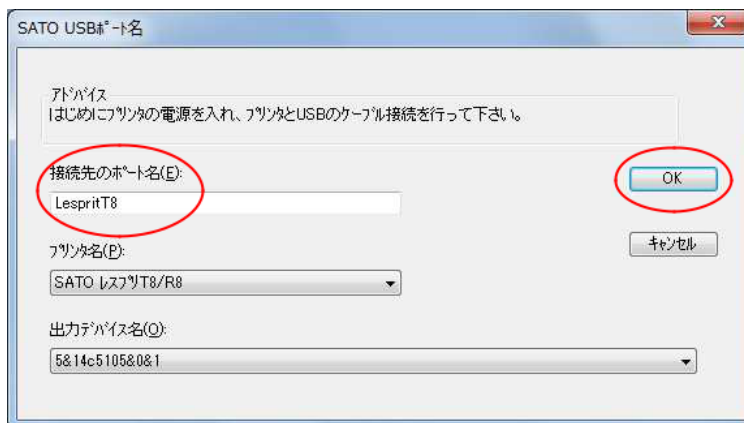 SATO USBﾎﾟｰﾄ名
アドバイス
はじめにプリンタの電源を入れ、プリンタとUSBのケーブル接続を行って下さい。
接続先のポート名(E):
LespritT8
OK
プリンタ名(P):
キャンセル
SATO レスプリT8/R8
出力デバイス名(O):
5&14c5105&0&1